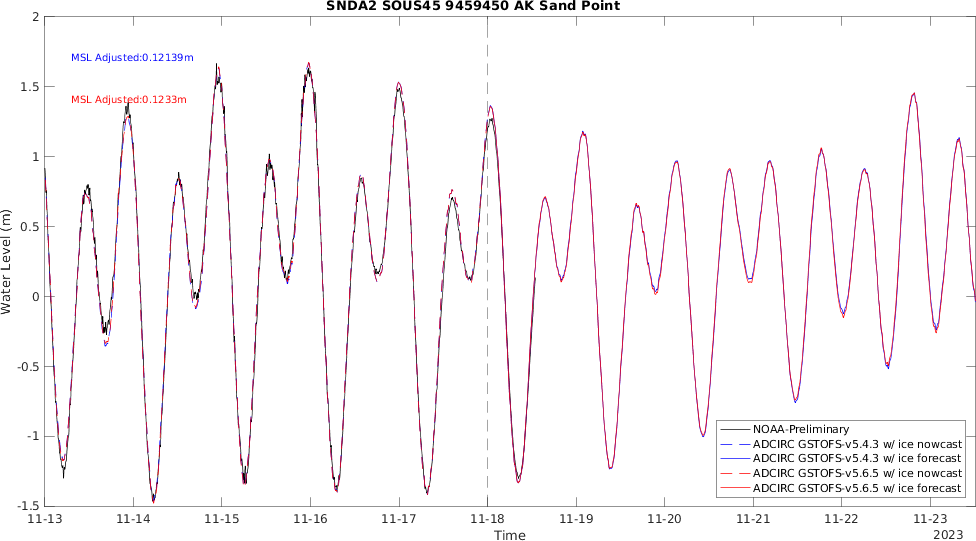 SNDA2 SOUS45 9459450 AK Sand Point
MSL Adjusted:0.12139m
MSL Adjusted:0.1233m
Water Level (m)
2
1.5
1
0.5
0
-0.5
-1
-1.5
NOAA-Preliminary
ADCIRC GSTOFS-v5.4.3 w/ ice nowcast
ADCIRC GSTOFS-v5.4.3 w/ ice forecast
ADCIRC GSTOFS-v5.6.5 w/ ice nowcast
ADCIRC GSTOFS-v5.6.5 w/ ice forecast
11-13 11-14 11-15 11-16 11-17 11-18 11-19 11-20 11-21 11-22 11-23
Time
2023